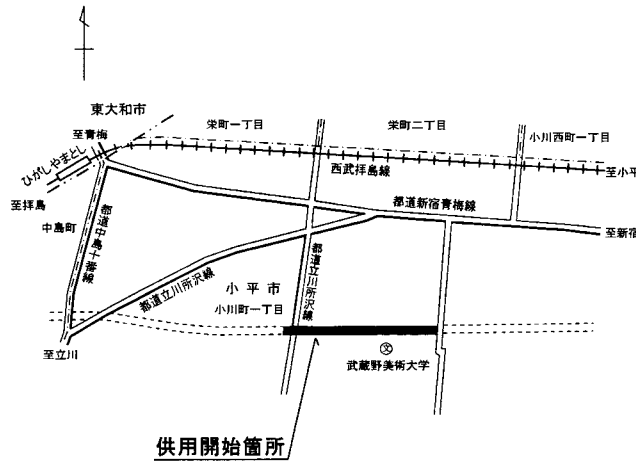 東大和市
至青梅
栄町一丁目
栄町二丁目
小川西町一丁目
ひがしやまとし
西武拝島線
至小平
至拝島
中島町
都道新宿青梅線
至新宿
都道中島十番線
都道立川所沢線
都道立川所沢線
小平市
小川町一丁目
至立川
文
武蔵野美術大学
供用開始箇所